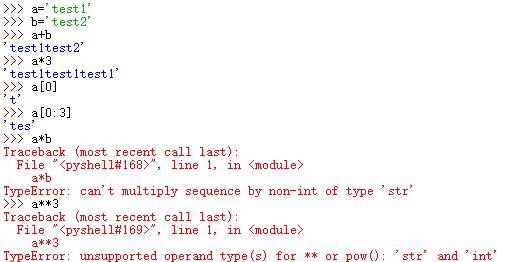 >>> a='test1'
>>> b='test2'
>>> a+b
'test1test2'
>>> a*3
'test1test1test1'
>>> a[0]
't'
>>> a[0:3]
'tes'
>>> a*b
Traceback (most recent call last):
  File "<pyshell#168>", line 1, in <module>
    a*b
TypeError: can't multiply sequence by non-int of type 'str'
>>> a**3
Traceback (most recent call last):
  File "<pyshell#169>", line 1, in <module>
    a**3
TypeError: unsupported operand type(s) for ** or pow(): 'str' and 'int'